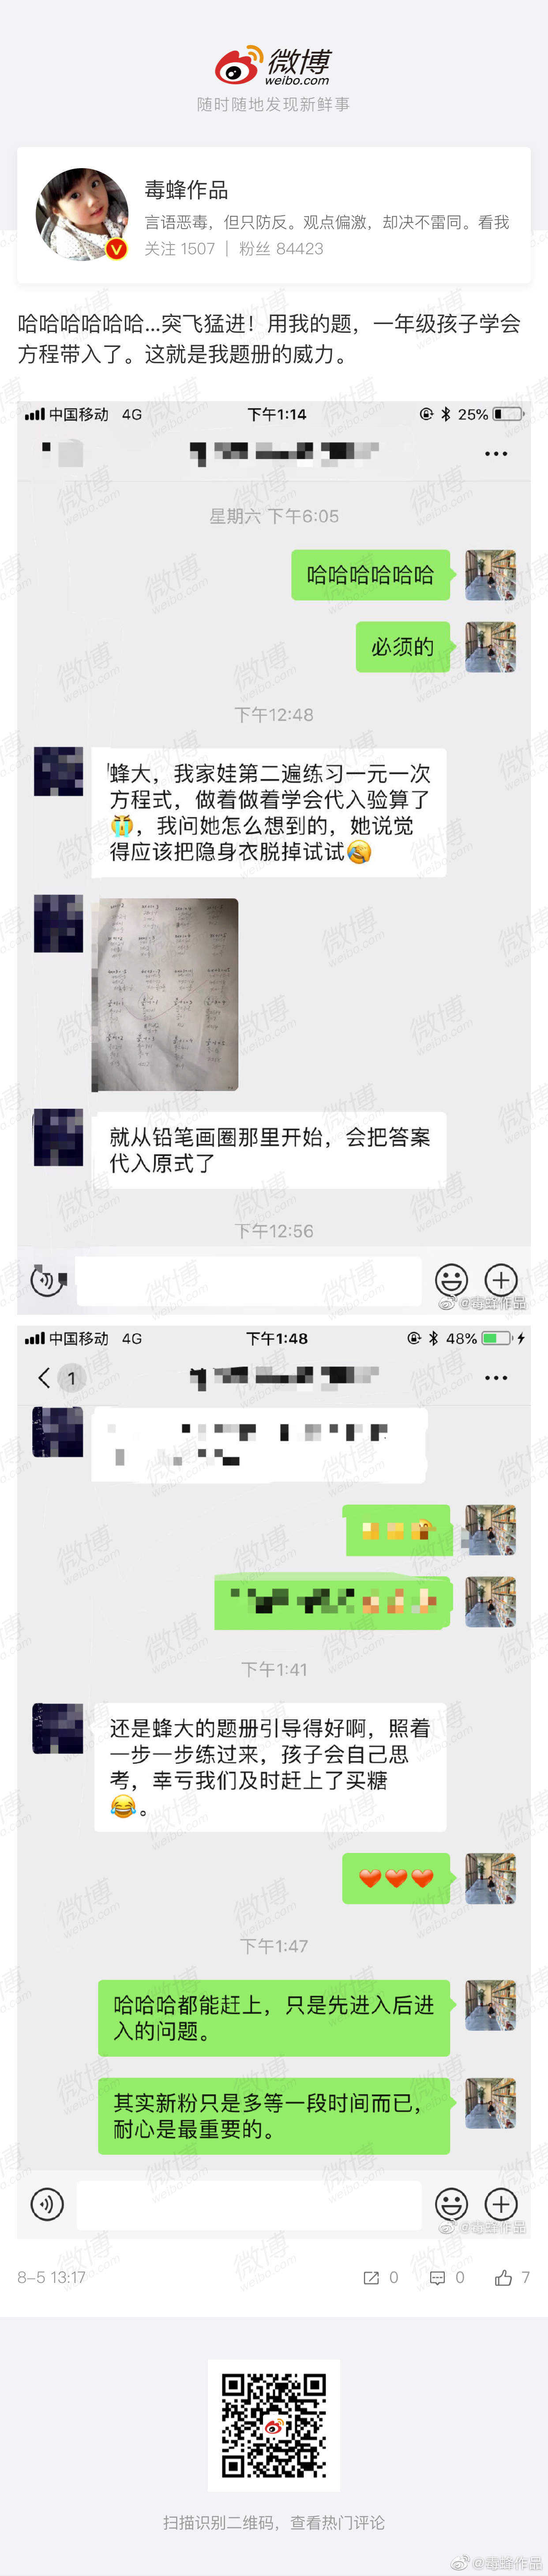 微博
weibo.com
随时随地发现新鲜事
毒蜂作品
言语恶毒，但只防反。观点偏激，却决不雷同。看我
关注 1507 | 粉丝 84423
哈哈哈哈哈哈...突飞猛进！用我的题，一年级孩子学会
方程带入了。这就是我题册的威力。
中国移动 4G 下午1:14 25%
星期六 下午6:05
哈哈哈哈哈哈
必须的
下午12:48
蜂大，我家娃第二遍练习一元一次
方程式，做着做着学会代入验算了
😭，我问她怎么想到的，她说觉
得应该把隐身衣脱掉试试🤣
就从铅笔画圈那里开始，会把答案
代入原式了
下午12:56
@毒蜂作品
中国移动 4G 下午1:48 48%
1
下午1:41
还是蜂大的题册引导得好啊，照着
一步一步练过来，孩子会自己思
考，幸亏我们及时赶上了买糖
😂。
❤❤❤
下午1:47
哈哈哈都能赶上，只是先进入后进
入的问题。
其实新粉只是多等一段时间而已，
耐心是最重要的。
@毒蜂作品
8-5 13:17 0 0 7
扫描识别二维码，查看热门评论
@毒蜂作品